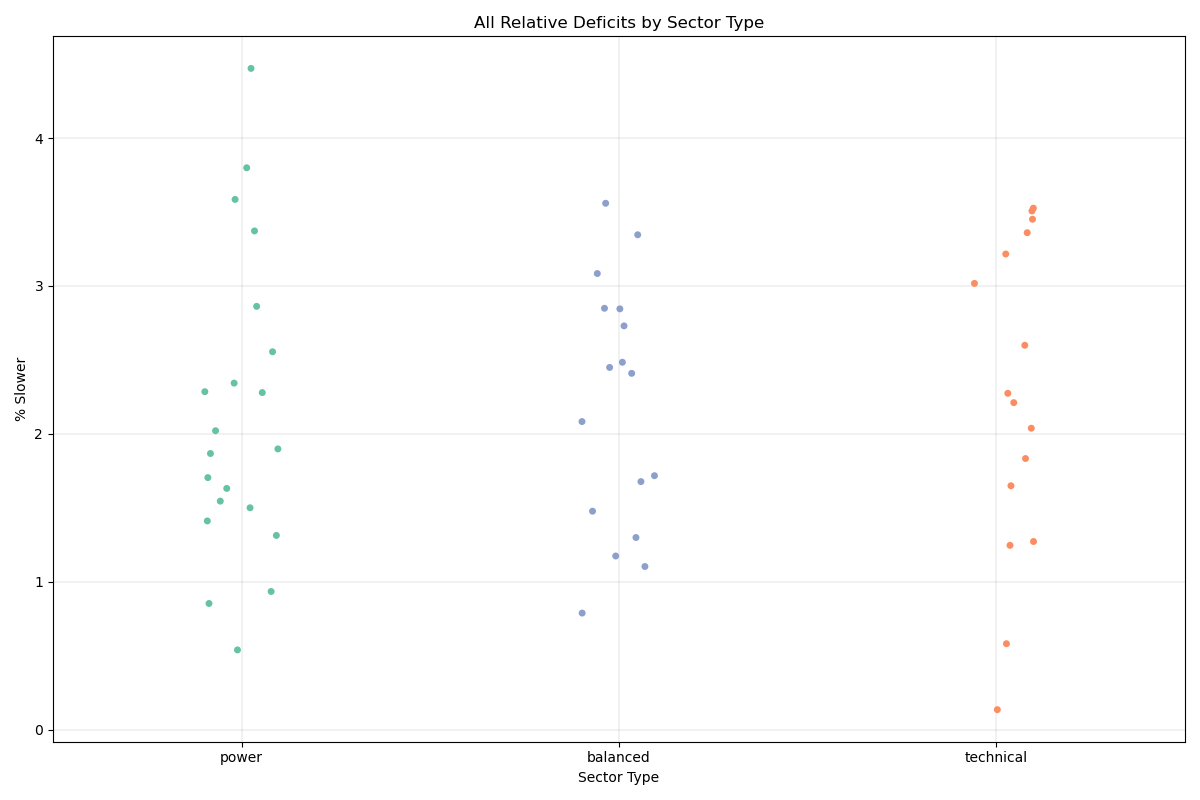 All Relative Deficits by Sector Type
% Slower
4
3
2
1
0
power
balanced
technical
Sector Type